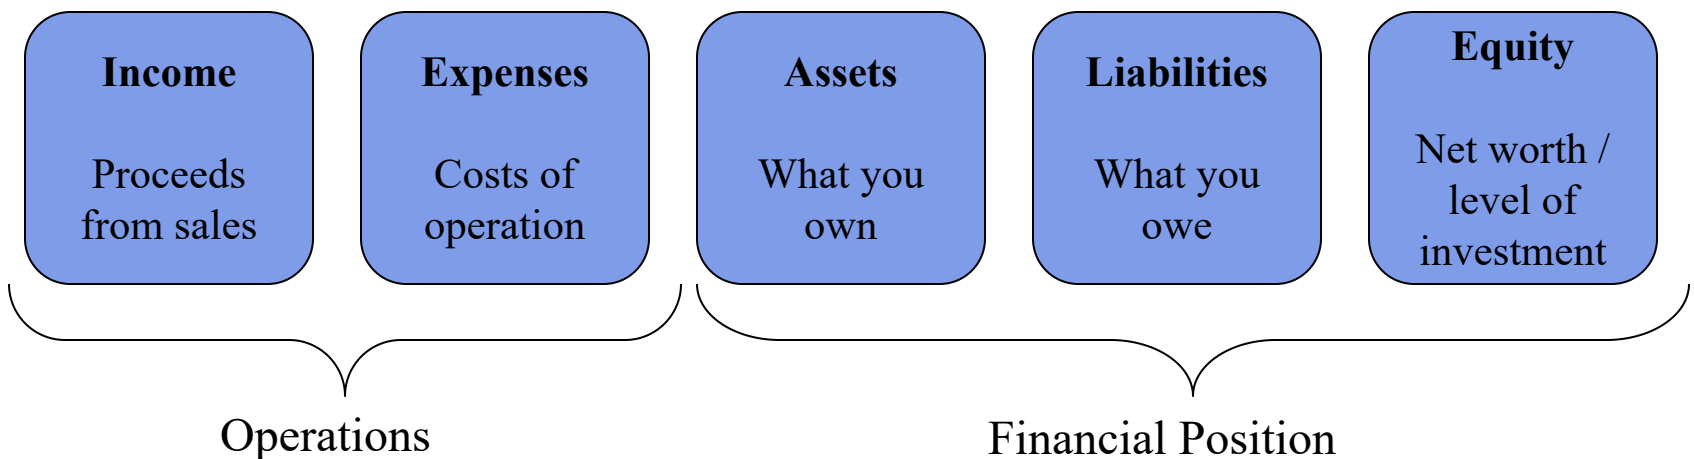 Income
Proceeds
from sales
Expenses
Costs of
operation
Assets
What you
own
Liabilities
What you
owe
Equity
Net worth /
level of
investment
Operations
Financial Position